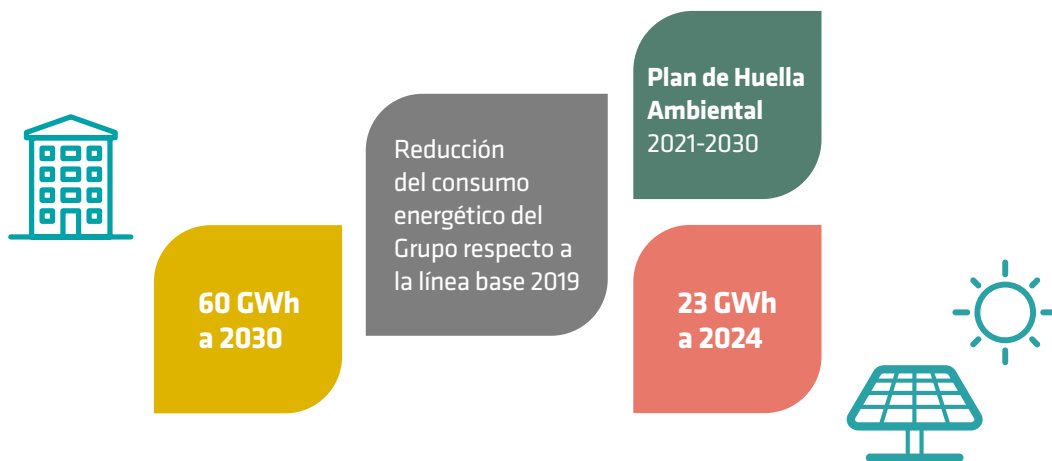 Plan de Huella
Ambiental
2021-2030
Reducción
del consumo
energético del
Grupo respecto a
la línea base 2019
60 GWh
a 2030
23 GWh
a 2024